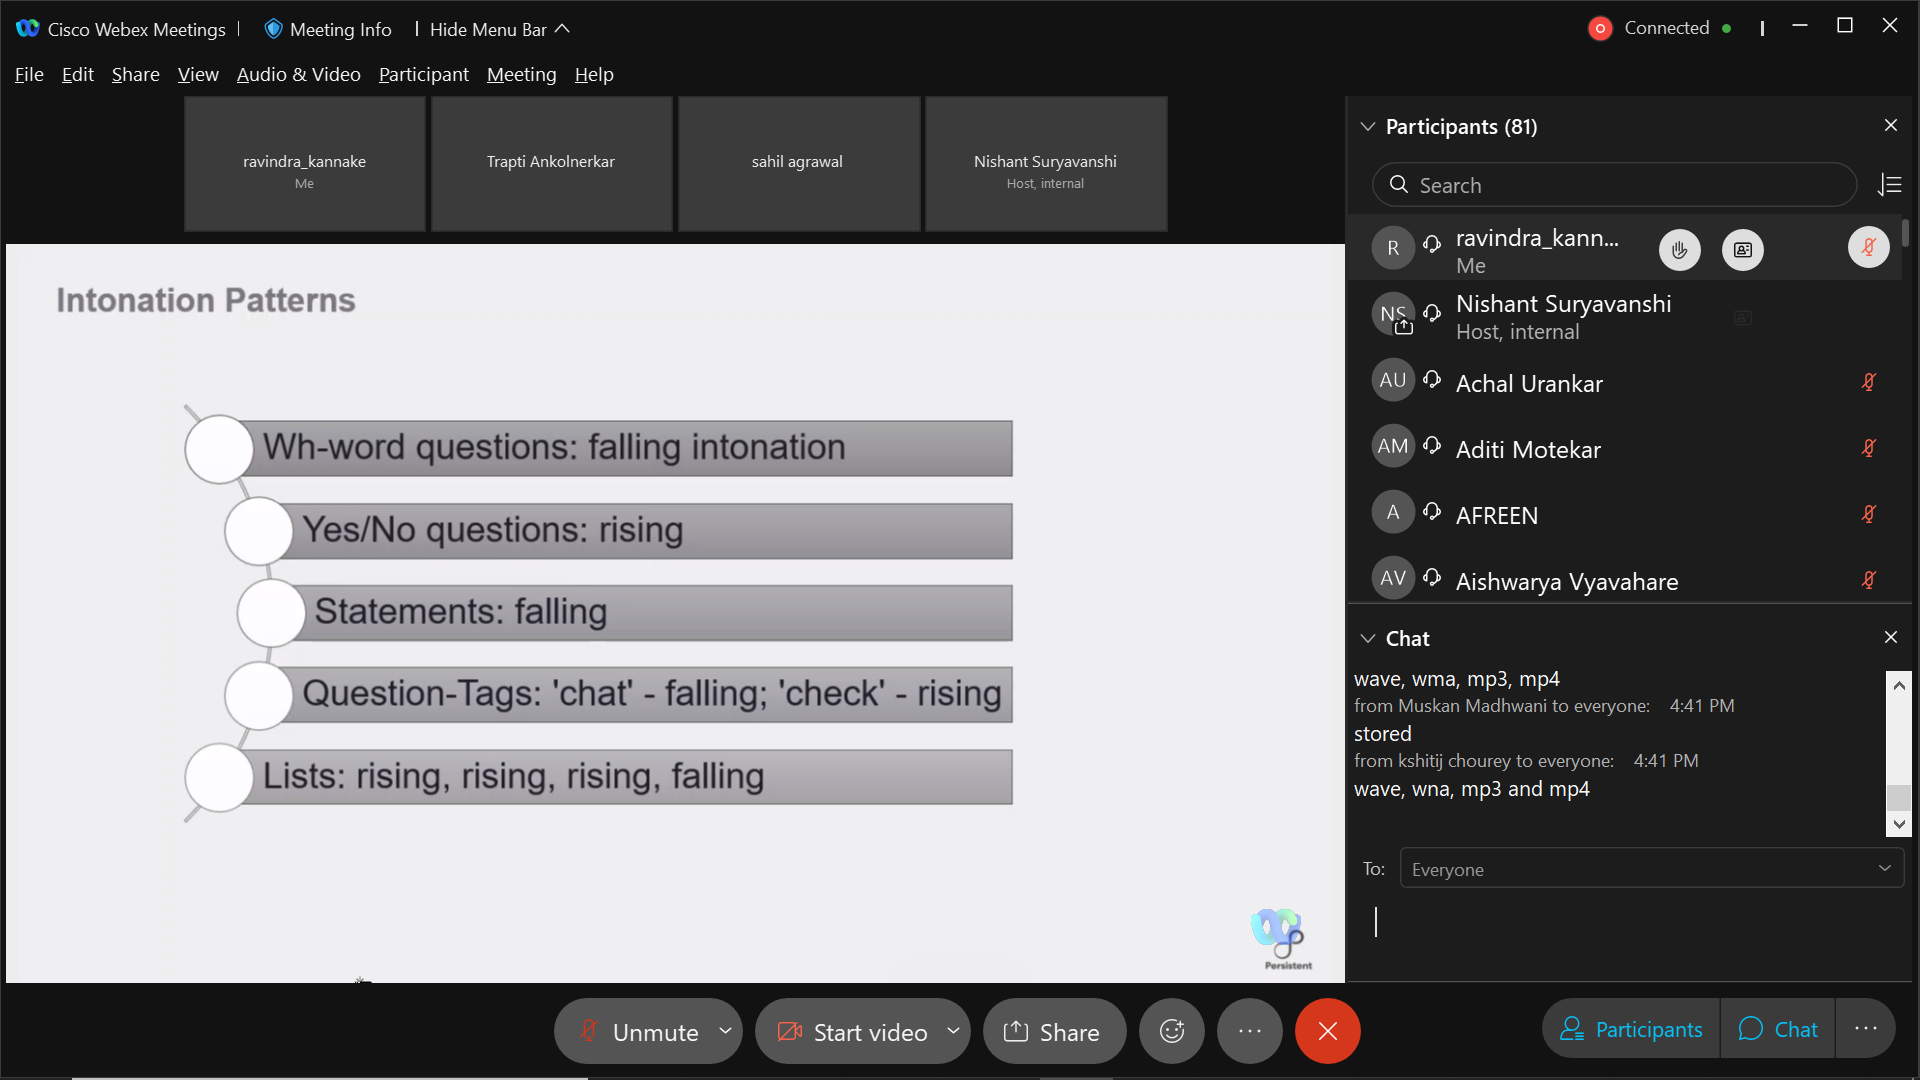 Cisco Webex Meetings
Meeting Info
Hide Menu Bar
Connected
File Edit Share View Audio & Video Participant Meeting Help
ravindra_kannake
Me
Trapti Ankolnerkar
sahil agrawal
Nishant Suryavanshi
Host, internal
Intonation Patterns
Wh-word questions: falling intonation
Yes/No questions: rising
Statements: falling
Question-Tags: 'chat' - falling; 'check' - rising
Lists: rising, rising, rising, falling
Persistent
Participants (81)
Search
R ravindra_kann...
Me
NS Nishant Suryavanshi
Host, internal
AU Achal Urankar
AM Aditi Motekar
A AFREEN
AV Aishwarya Vyavahare
Chat
wave, wma, mp3, mp4
from Muskan Madhwani to everyone: 4:41 PM
stored
from kshitij chourey to everyone: 4:41 PM
wave, wna, mp3 and mp4
To: Everyone
Unmute
Start video
Share
Participants
Chat